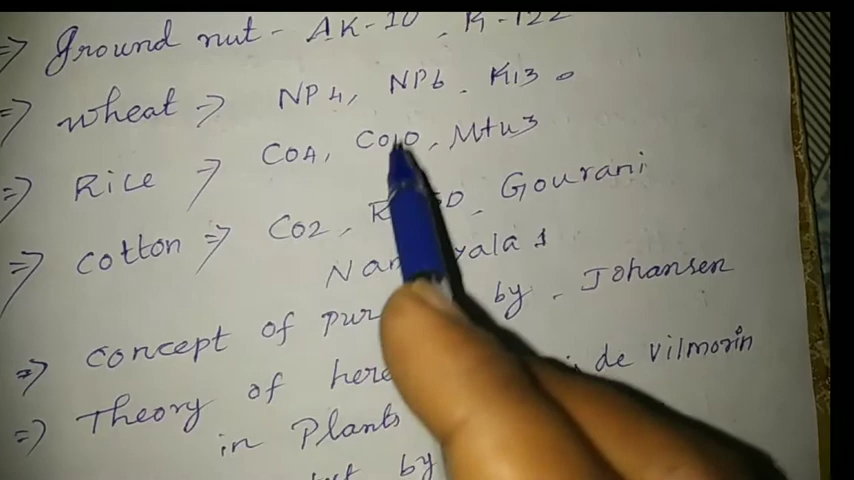 => ground nut - AK-10, K-122
=> wheat => NP4, NP6, K13
=> Rice => CO4, CO10, Mtu3
=> cotton => CO2, Gourani
1
=> concept of by - Johansen
=> Theory of de vilmorin
in Plants
by